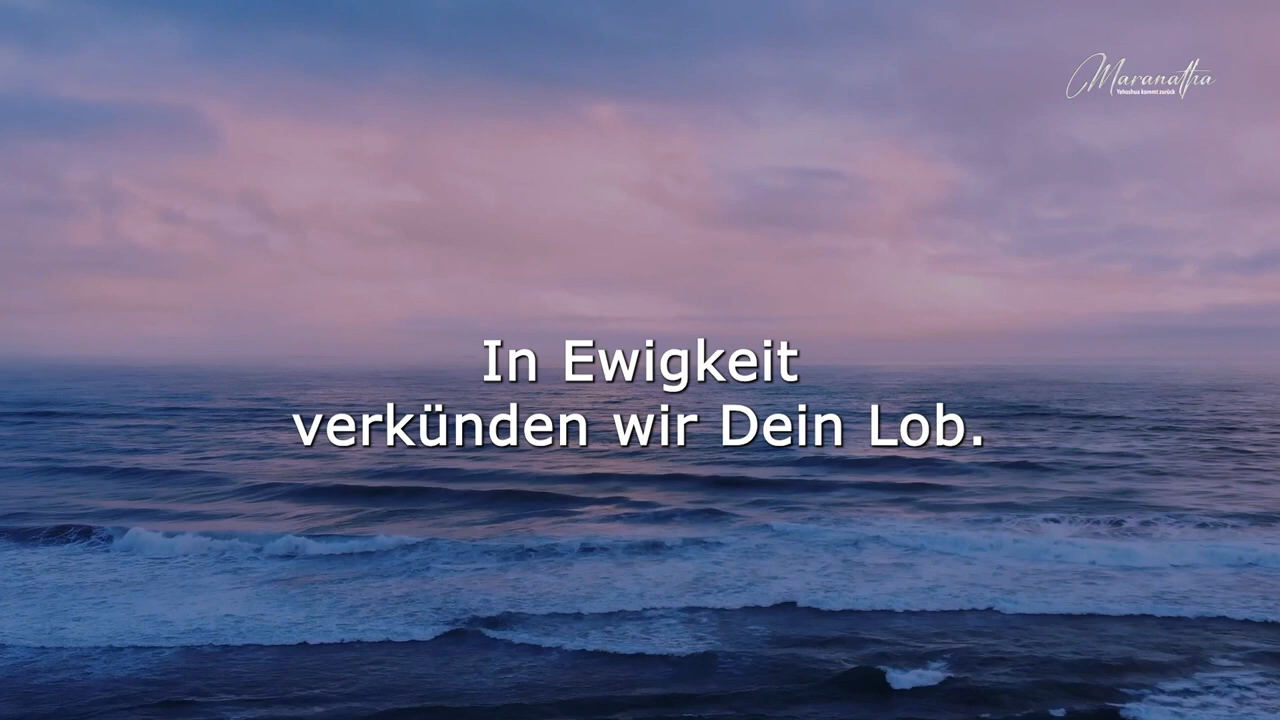 Maranatha
Yehoshua kommt zurück
In Ewigkeit
verkünden wir Dein Lob.